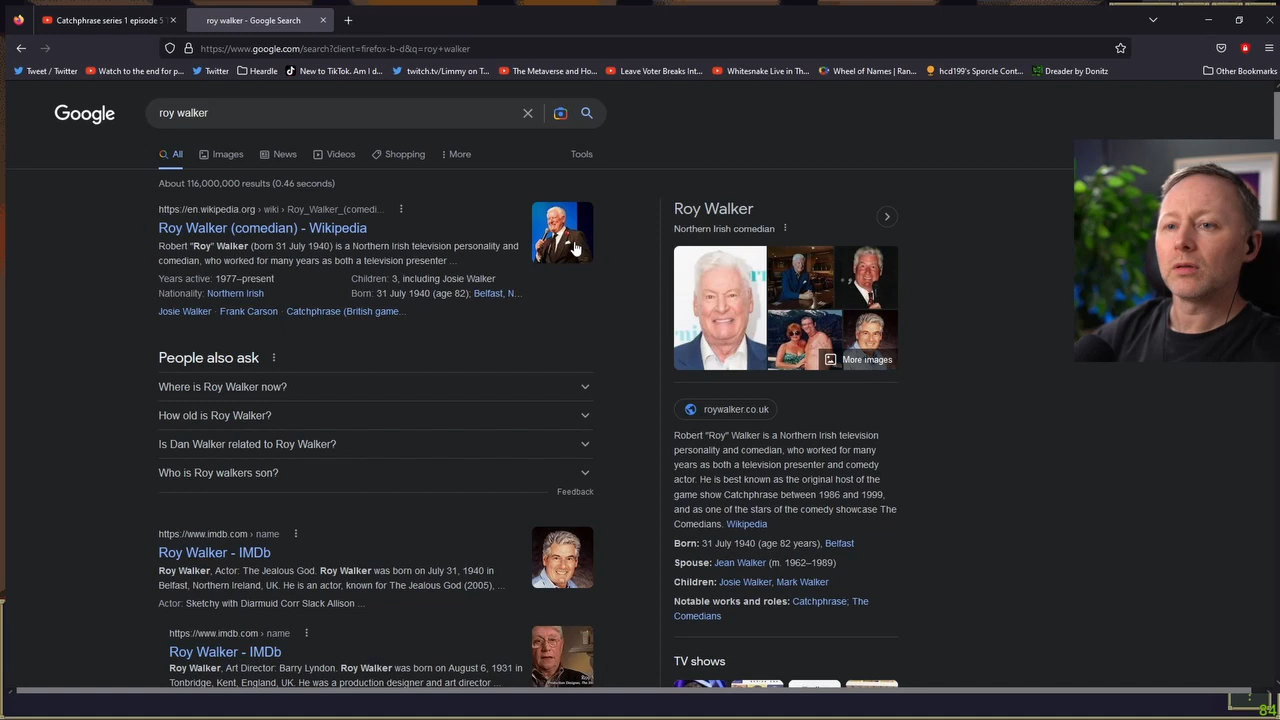 Catchphrase series 1 episode 5
roy walker - Google Search
https://www.google.com/search?client=firefox-b-d&q=roy+walker
Tweet / Twitter
Watch to the end for p...
Twitter
Heardle
New to TikTok. Am I d...
twitch.tv/Limmy on T...
The Metaverse and Ho...
Leave Voter Breaks Int...
Whitesnake Live in Th...
Wheel of Names | Ran...
hcd199's Sporcle Cont...
Dreader by Donitz
Other Bookmarks
Google
roy walker
All
Images
News
Videos
Shopping
More
Tools
About 116,000,000 results (0.46 seconds)
https://en.wikipedia.org › wiki › Roy_Walker_(comedi...
Roy Walker (comedian) - Wikipedia
Robert "Roy" Walker (born 31 July 1940) is a Northern Irish television personality and
comedian, who worked for many years as both a television presenter ...
Years active: 1977–present
Children: 3, including Josie Walker
Nationality: Northern Irish
Born: 31 July 1940 (age 82); Belfast, N...
Josie Walker · Frank Carson · Catchphrase (British game...
People also ask
Where is Roy Walker now?
How old is Roy Walker?
Is Dan Walker related to Roy Walker?
Who is Roy walkers son?
Feedback
https://www.imdb.com › name
Roy Walker - IMDb
Roy Walker, Actor: The Jealous God. Roy Walker was born on July 31, 1940 in
Belfast, Northern Ireland, UK. He is an actor, known for The Jealous God (2005), ...
Actor: Sketchy with Diarmuid Corr Slack Allison ...
https://www.imdb.com › name
Roy Walker - IMDb
Roy Walker, Art Director: Barry Lyndon. Roy Walker was born on August 6, 1931 in
Tonbridge, Kent, England, UK. He was a production designer and art director ...
Roy Walker
Northern Irish comedian
More images
roywalker.co.uk
Robert "Roy" Walker is a Northern Irish television
personality and comedian, who worked for many
years as both a television presenter and comedy
actor. He is best known as the original host of the
game show Catchphrase between 1986 and 1999,
and as one of the stars of the comedy showcase The
Comedians. Wikipedia
Born: 31 July 1940 (age 82 years), Belfast
Spouse: Jean Walker (m. 1962–1989)
Children: Josie Walker, Mark Walker
Notable works and roles: Catchphrase; The
Comedians
TV shows
84